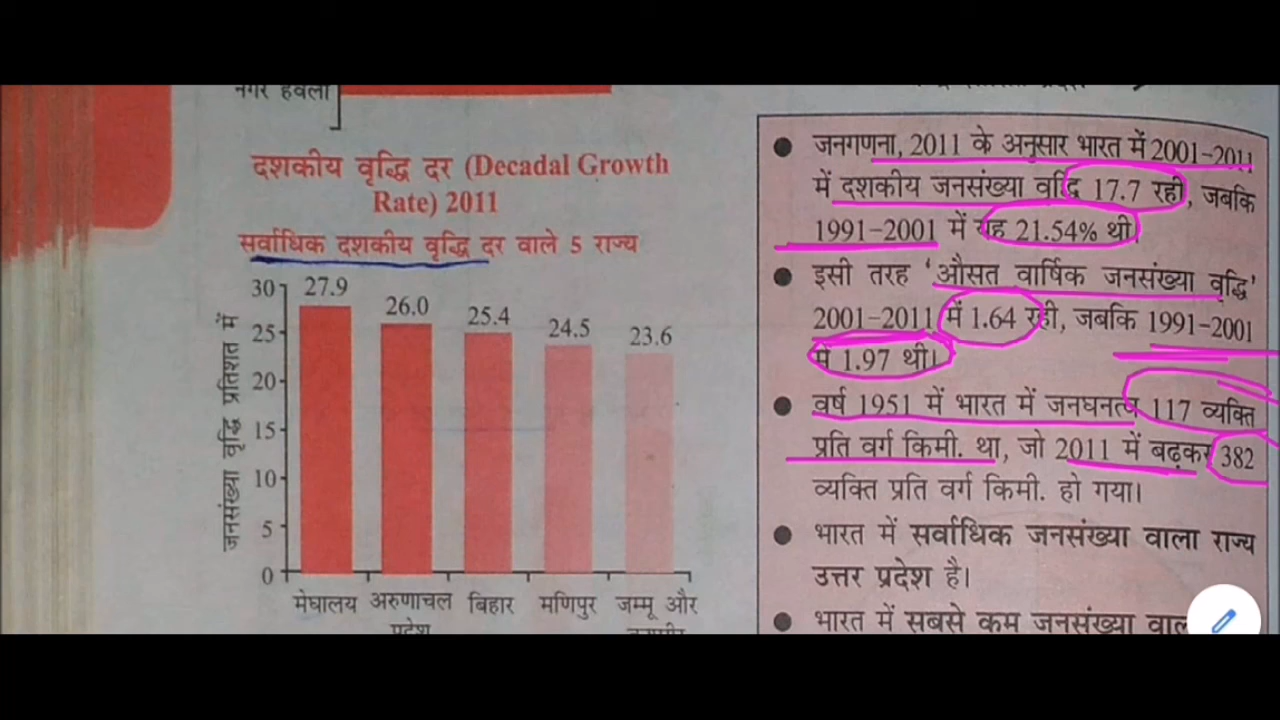 नगर हवेली
दशकीय वृद्धि दर (Decadal Growth
Rate) 2011
सर्वाधिक दशकीय वृद्धि दर वाले 5 राज्य
जनसंख्या वृद्धि प्रतिशत में
30
25
20
15
10
5
0
27.9
26.0
25.4
24.5
23.6
मेघालय अरुणाचल बिहार मणिपुर जम्मू और
प्रदेश
जनगणना, 2011 के अनुसार भारत में 2001-2011
में दशकीय जनसंख्या वृद्धि 17.7 रही, जबकि
1991-2001 में यह 21.54% थी।
इसी तरह ‘औसत वार्षिक जनसंख्या वृद्धि’
2001-2011 में 1.64 रही, जबकि 1991-2001
में 1.97 थी।
वर्ष 1951 में भारत में जनघनत्व 117 व्यक्ति
प्रति वर्ग किमी. था, जो 2011 में बढ़कर 382
व्यक्ति प्रति वर्ग किमी. हो गया।
भारत में सर्वाधिक जनसंख्या वाला राज्य
उत्तर प्रदेश है।
भारत में सबसे कम जनसंख्या